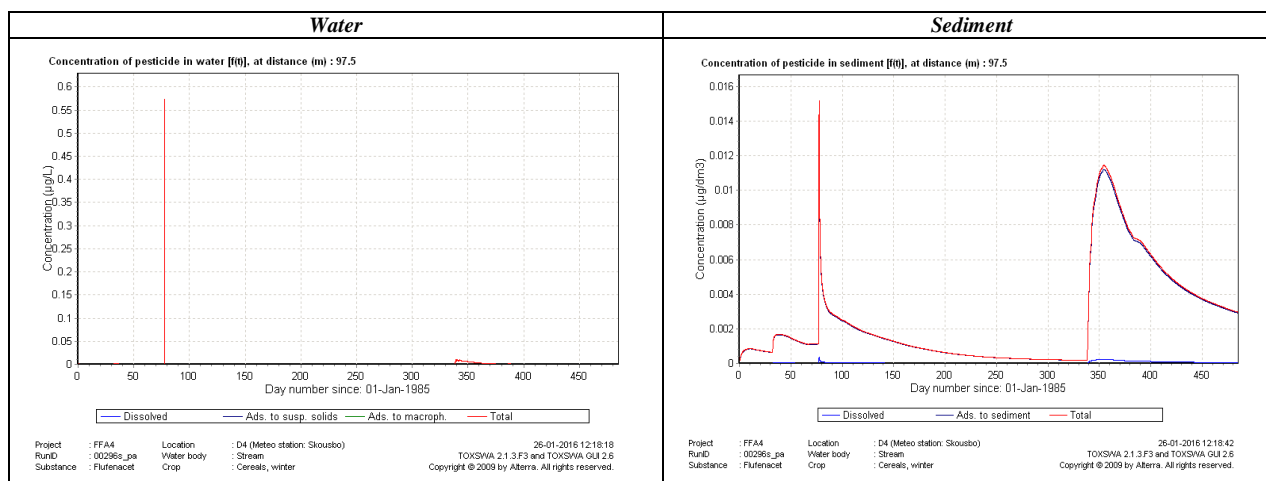 Water
Sediment
Concentration of pesticide in water [f(t)], at distance (m) : 97.5
0.6
0.55
0.5
0.45
0.4
0.35
0.3
0.25
0.2
0.15
0.1
0.05
0
Concentration (µg/L)
0 50 100 150 200 250 300 350 400 450
Day number since: 01-Jan-1985
Dissolved Ads. to susp. solids Ads. to macroph. Total
Project : FFA4 Location : D4 (Meteo station: Skousbo) 26-01-2016 12:18:18
RunID : 00296s_pa Water body : Stream TOXSWA 2.1.3.F3 and TOXSWA GUI 2.6
Substance : Flufenacet Crop : Cereals, winter Copyright © 2009 by Alterra. All rights reserved.
Concentration of pesticide in sediment [f(t)], at distance (m) : 97.5
0.016
0.014
0.012
0.010
0.008
0.006
0.004
0.002
0.000
Concentration (µg/dm3)
0 50 100 150 200 250 300 350 400 450
Day number since: 01-Jan-1985
Dissolved Ads. to sediment Total
Project : FFA4 Location : D4 (Meteo station: Skousbo) 26-01-2016 12:18:42
RunID : 00296s_pa Water body : Stream TOXSWA 2.1.3.F3 and TOXSWA GUI 2.6
Substance : Flufenacet Crop : Cereals, winter Copyright © 2009 by Alterra. All rights reserved.